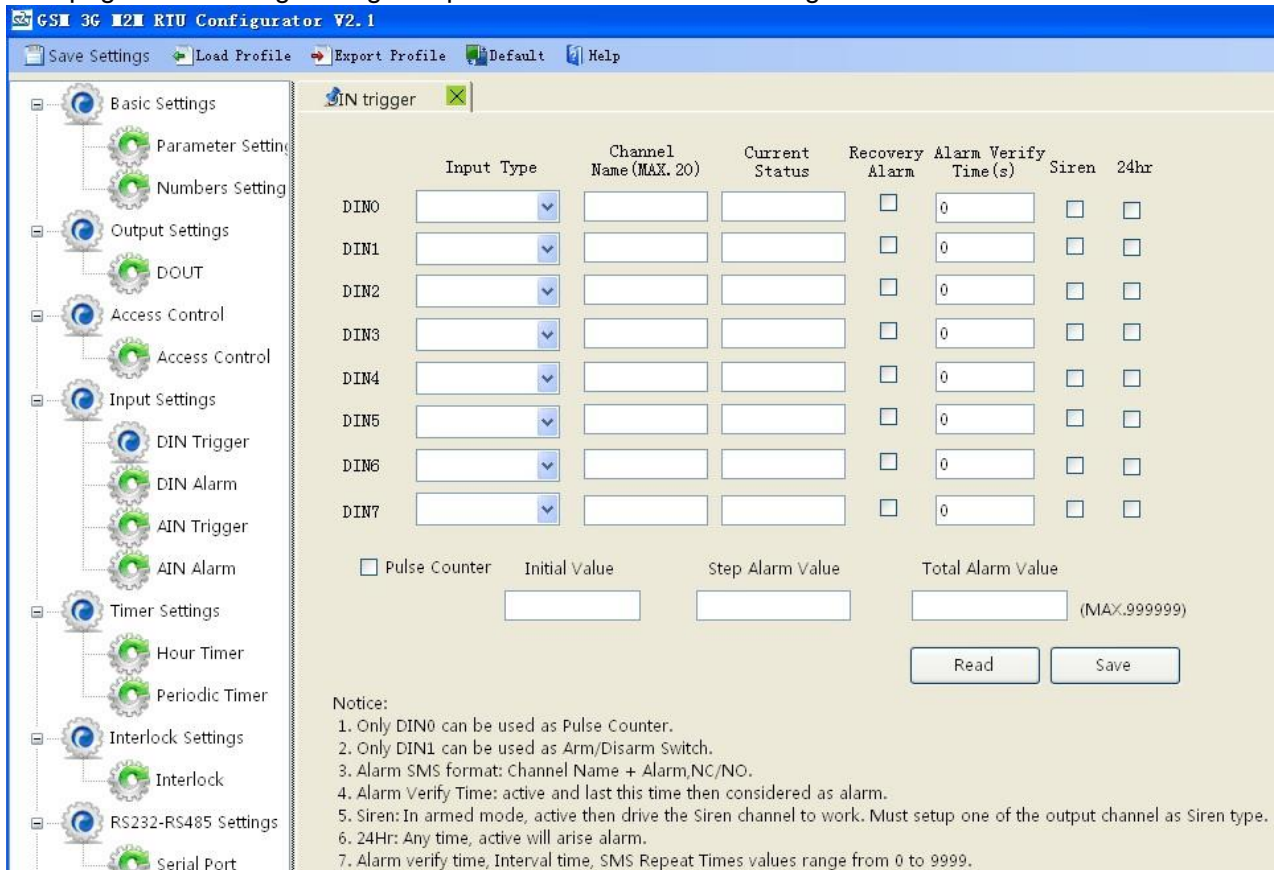 GSM 3G M2M RTU Configurator V2.1
Save Settings Load Profile Export Profile Default Help
Basic Settings
Parameter Setting
Numbers Setting
Output Settings
DOUT
Access Control
Access Control
Input Settings
DIN Trigger
DIN Alarm
AIN Trigger
AIN Alarm
Timer Settings
Hour Timer
Periodic Timer
Interlock Settings
Interlock
RS232-RS485 Settings
Serial Port
IN trigger
Input Type Channel Name(MAX.20) Current Status Recovery Alarm Alarm Verify Time(s) Siren 24hr
DIN0 0
DIN1 0
DIN2 0
DIN3 0
DIN4 0
DIN5 0
DIN6 0
DIN7 0
Pulse Counter Initial Value Step Alarm Value Total Alarm Value
(MAX.999999)
Read Save
Notice:
1. Only DIN0 can be used as Pulse Counter.
2. Only DIN1 can be used as Arm/Disarm Switch.
3. Alarm SMS format: Channel Name + Alarm,NC/NO.
4. Alarm Verify Time: active and last this time then considered as alarm.
5. Siren: In armed mode, active then drive the Siren channel to work. Must setup one of the output channel as Siren type.
6. 24Hr: Any time, active will arise alarm.
7. Alarm verify time, Interval time, SMS Repeat Times values range from 0 to 9999.